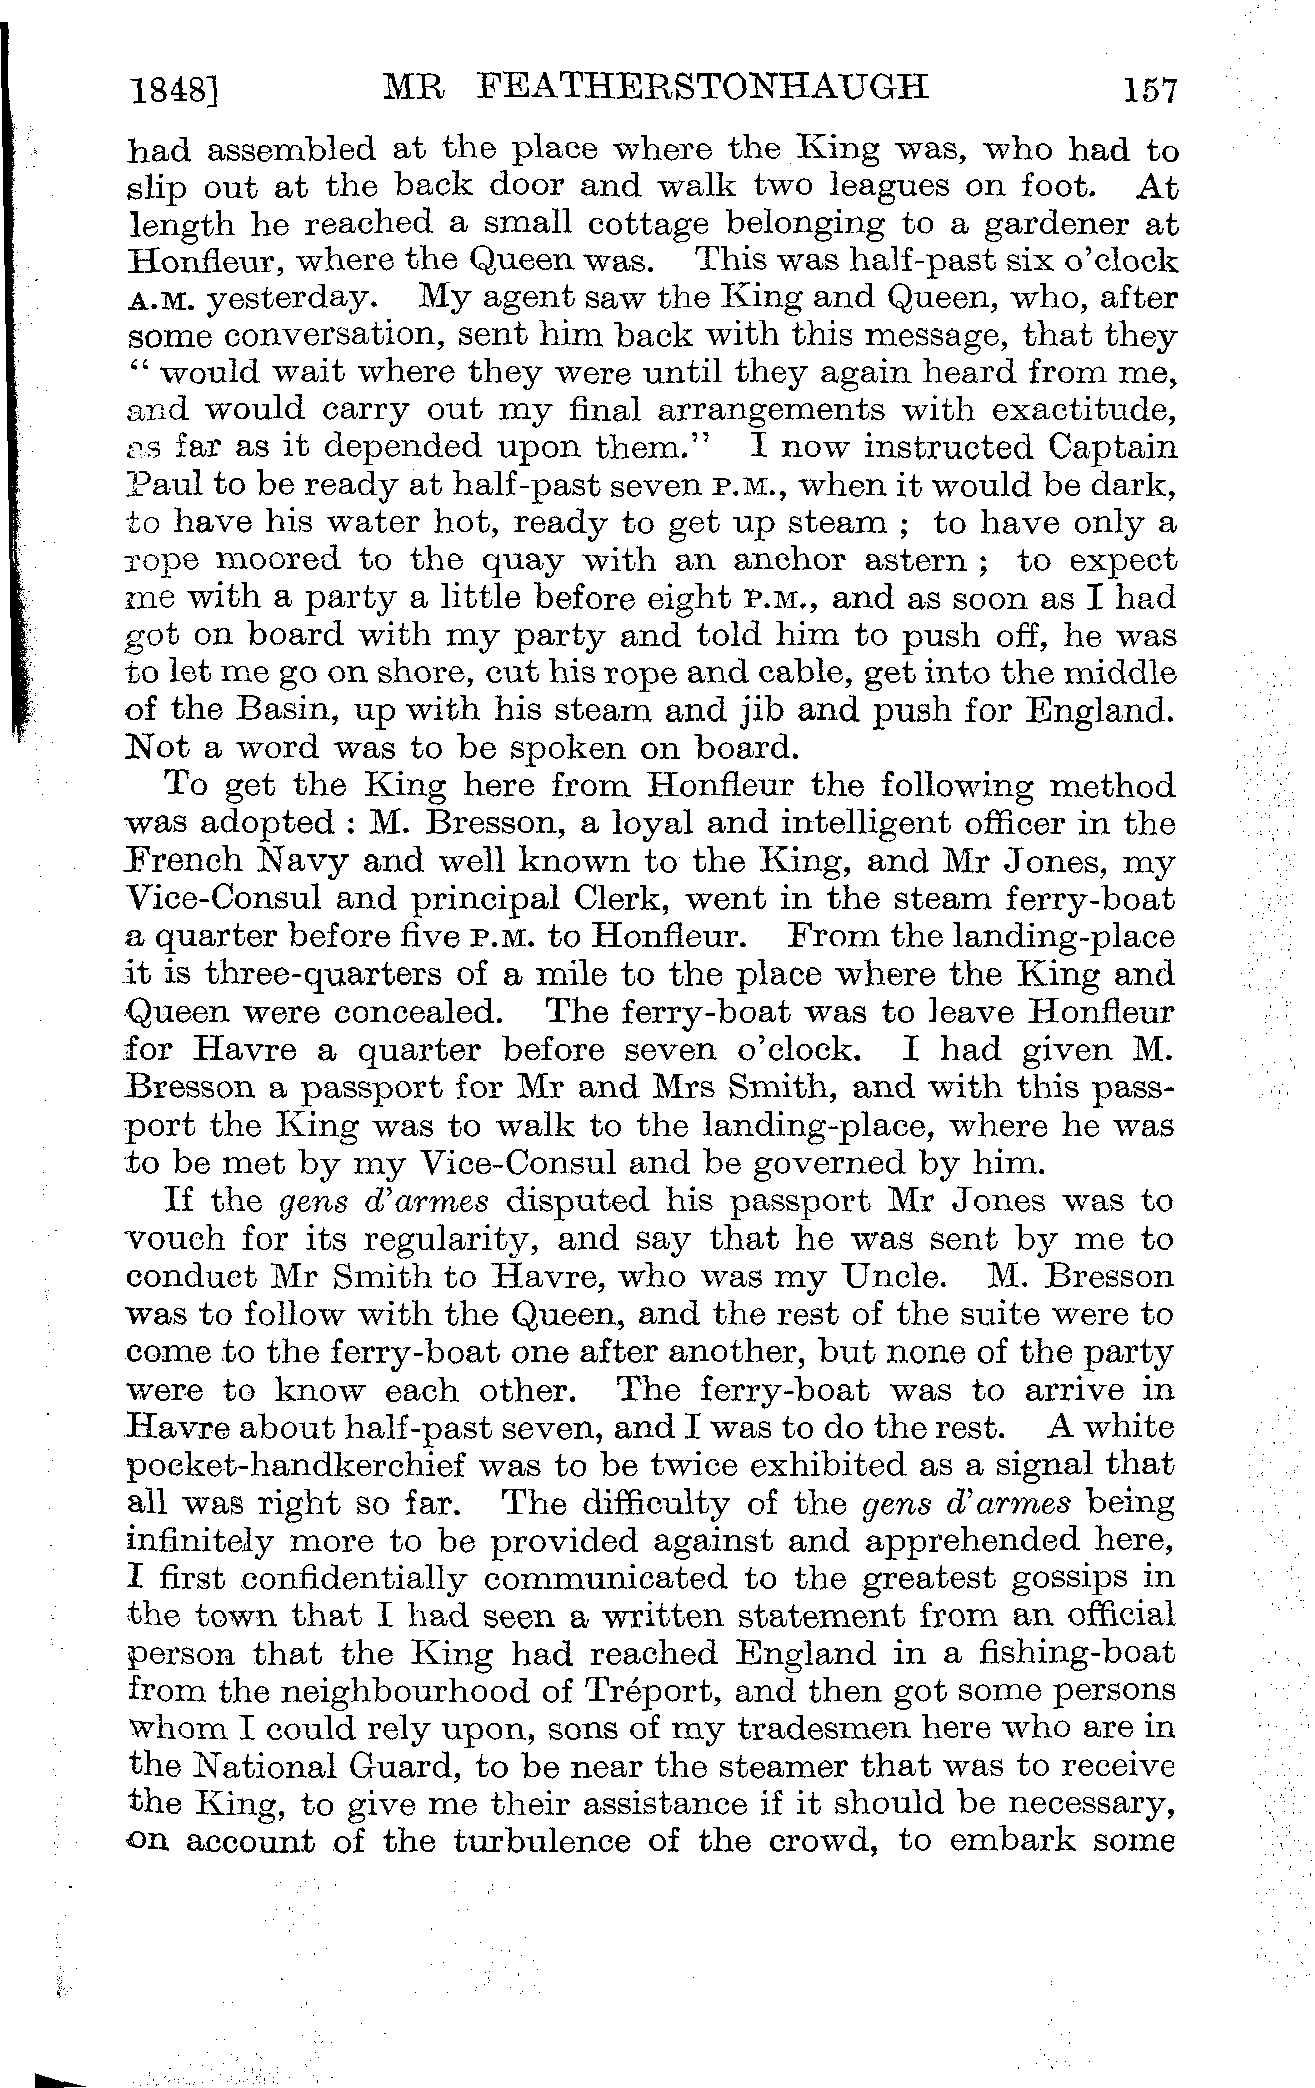 1848] MR FEATHERSTONHAUGH 157
had assembled at the place where the King was, who had to
slip out at the back door and walk two leagues on foot. At
length he reached a small cottage belonging to a gardener at
Honfleur, where the Queen was. This was half-past six o'clock
A.M. yesterday. My agent saw the King and Queen, who, after
some conversation, sent him back with this message, that they
“ would wait where they were until they again heard from me,
and would carry out my final arrangements with exactitude,
as far as it depended upon them.” I now instructed Captain
Paul to be ready at half-past seven P.M., when it would be dark,
to have his water hot, ready to get up steam ; to have only a
rope moored to the quay with an anchor astern ; to expect
me with a party a little before eight P.M., and as soon as I had
got on board with my party and told him to push off, he was
to let me go on shore, cut his rope and cable, get into the middle
of the Basin, up with his steam and jib and push for England.
Not a word was to be spoken on board.
To get the King here from Honfleur the following method
was adopted : M. Bresson, a loyal and intelligent officer in the
French Navy and well known to the King, and Mr Jones, my
Vice-Consul and principal Clerk, went in the steam ferry-boat
a quarter before five P.M. to Honfleur. From the landing-place
it is three-quarters of a mile to the place where the King and
Queen were concealed. The ferry-boat was to leave Honfleur
for Havre a quarter before seven o'clock. I had given M.
Bresson a passport for Mr and Mrs Smith, and with this pass-
port the King was to walk to the landing-place, where he was
to be met by my Vice-Consul and be governed by him.
If the gens d'armes disputed his passport Mr Jones was to
vouch for its regularity, and say that he was sent by me to
conduct Mr Smith to Havre, who was my Uncle. M. Bresson
was to follow with the Queen, and the rest of the suite were to
come to the ferry-boat one after another, but none of the party
were to know each other. The ferry-boat was to arrive in
Havre about half-past seven, and I was to do the rest. A white
pocket-handkerchief was to be twice exhibited as a signal that
all was right so far. The difficulty of the gens d'armes being
infinitely more to be provided against and apprehended here,
I first confidentially communicated to the greatest gossips in
the town that I had seen a written statement from an official
person that the King had reached England in a fishing-boat
from the neighbourhood of Tréport, and then got some persons
whom I could rely upon, sons of my tradesmen here who are in
the National Guard, to be near the steamer that was to receive
the King, to give me their assistance if it should be necessary,
on account of the turbulence of the crowd, to embark some